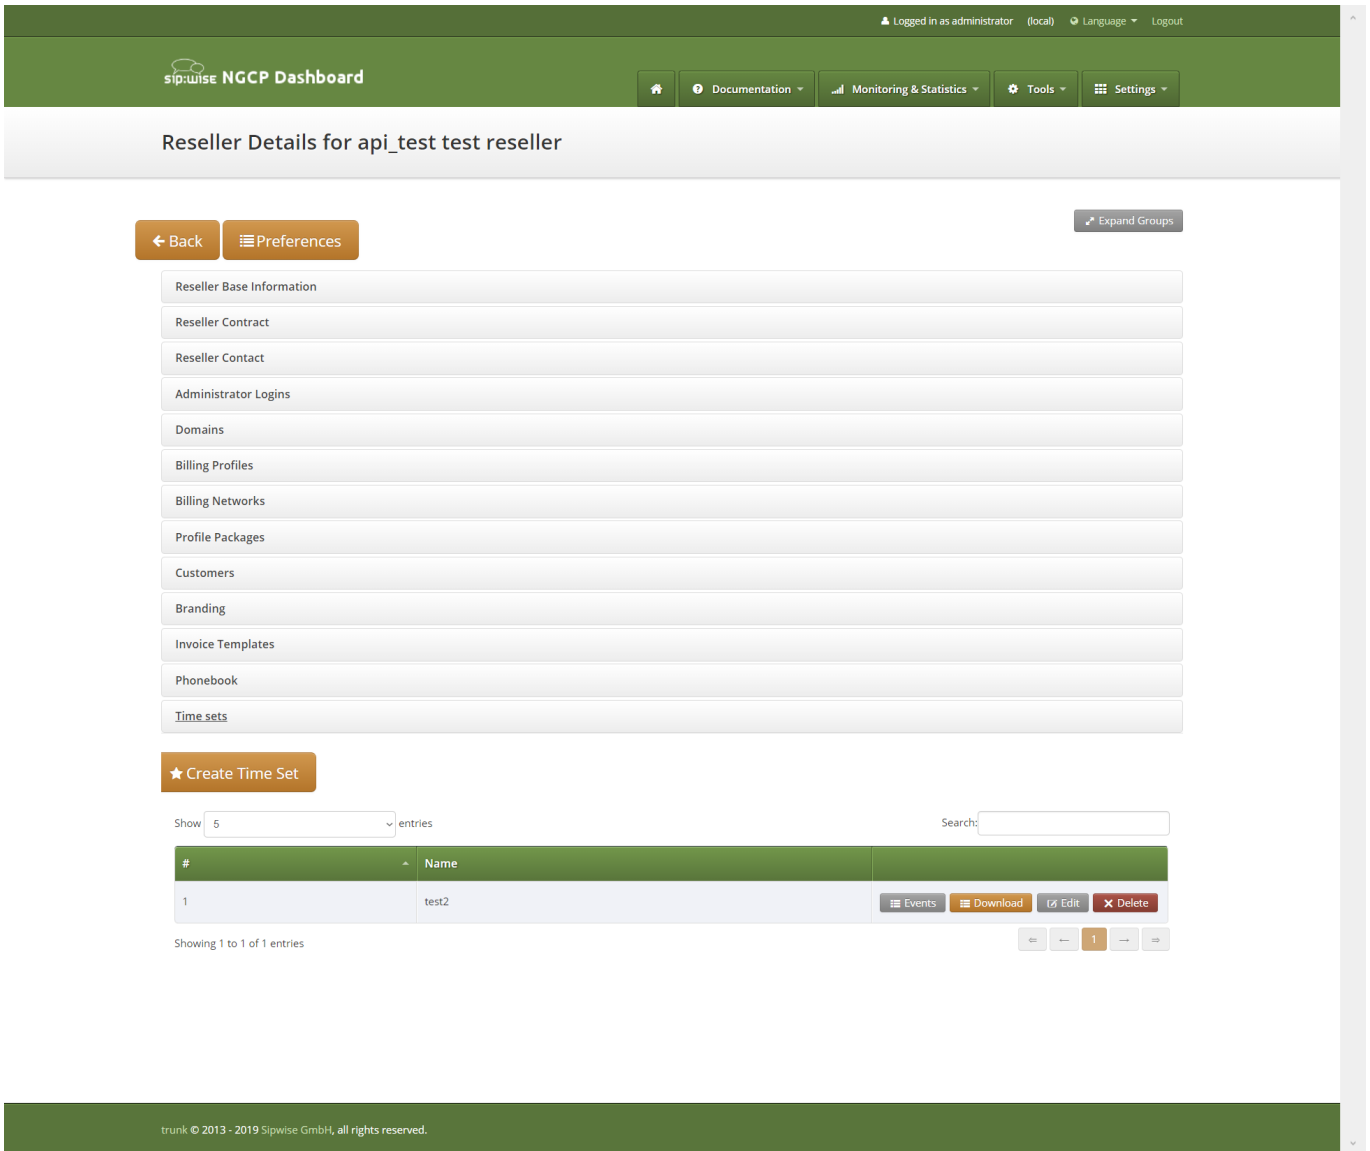 Logged in as administrator (local) Language Logout
sip:wise NGCP Dashboard
Documentation Monitoring & Statistics Tools Settings
Reseller Details for api_test test reseller
Expand Groups
Back Preferences
Reseller Base Information
Reseller Contract
Reseller Contact
Administrator Logins
Domains
Billing Profiles
Billing Networks
Profile Packages
Customers
Branding
Invoice Templates
Phonebook
Time sets
Create Time Set
Show 5 entries Search:
# Name
1 test2 Events Download Edit Delete
Showing 1 to 1 of 1 entries ⇐ ← 1 → ⇒
trunk © 2013 - 2019 Sipwise GmbH, all rights reserved.